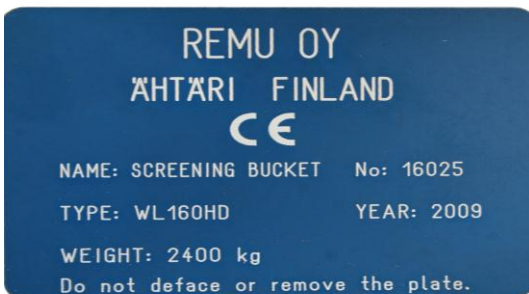 REMU OY
ÄHTÄRI FINLAND
CE
NAME: SCREENING BUCKET No: 16025
TYPE: WL160HD YEAR: 2009
WEIGHT: 2400 kg
Do not deface or remove the plate.